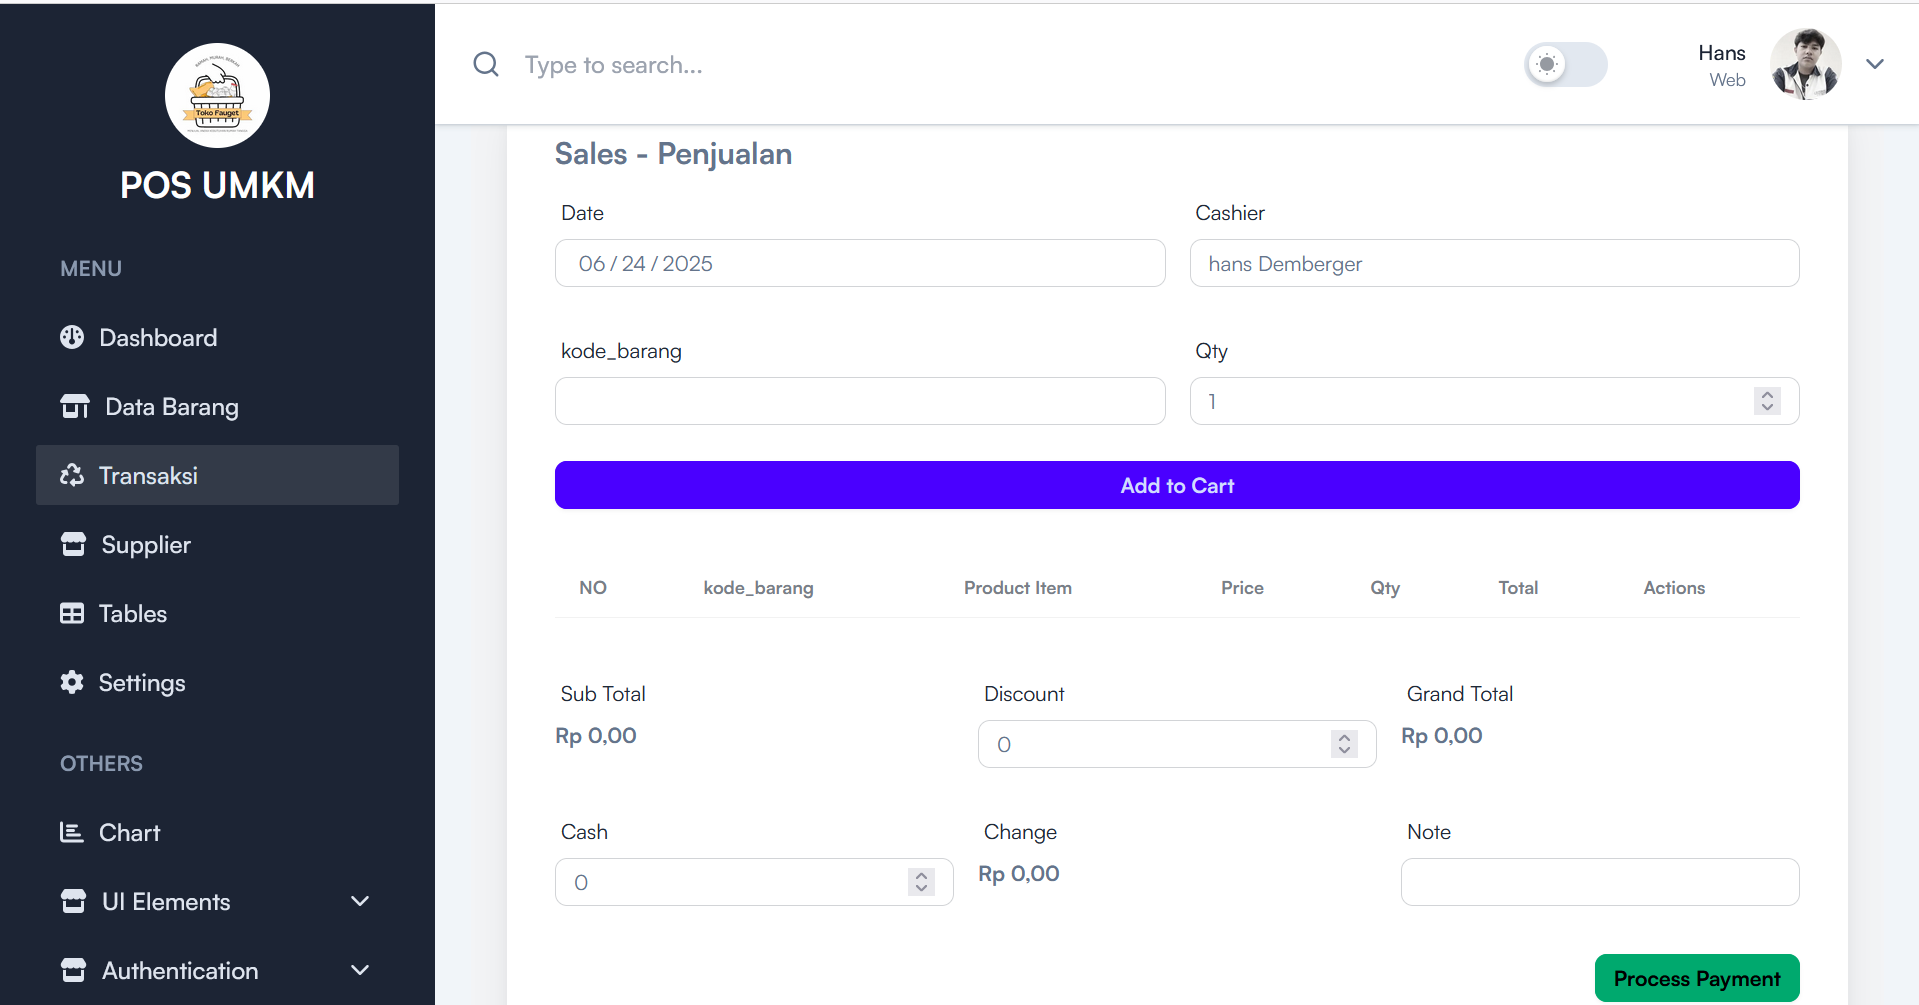 Toko Fauget
POS UMKM
MENU
Dashboard
Data Barang
Transaksi
Supplier
Tables
Settings
OTHERS
Chart
UI Elements
Authentication
Type to search...
Hans
Web
Sales - Penjualan
Date
Cashier
06 / 24 / 2025
hans Demberger
kode_barang
Qty
1
Add to Cart
NO kode_barang Product Item Price Qty Total Actions
Sub Total
Discount
Grand Total
Rp 0,00
0
Rp 0,00
Cash
Change
Note
0
Rp 0,00
Process Payment